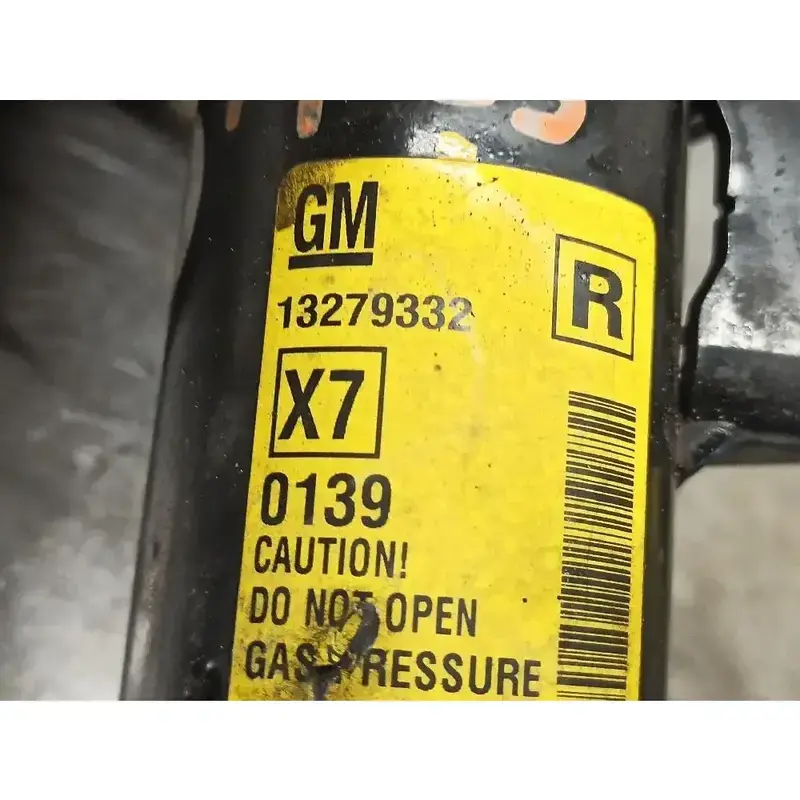 GM
13279332
R
X7
0139
CAUTION!
DO NOT OPEN
GAS PRESSURE